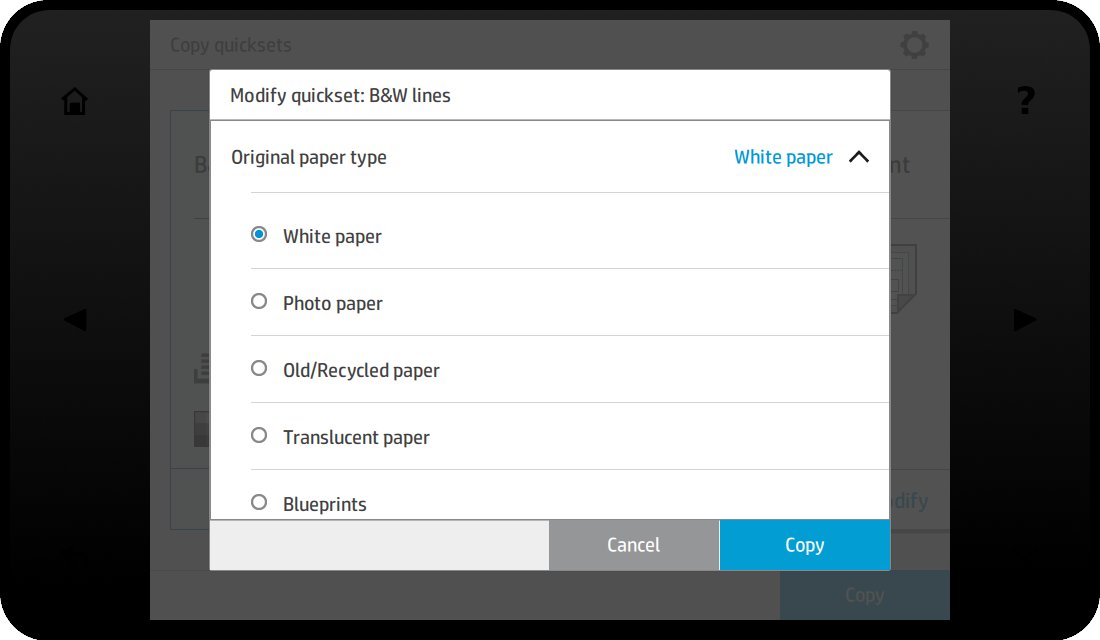 Copy quicksets
?
Modify quickset: B&W lines
Original paper type White paper
White paper
Photo paper
Old/Recycled paper
Translucent paper
Blueprints
Cancel Copy
Copy